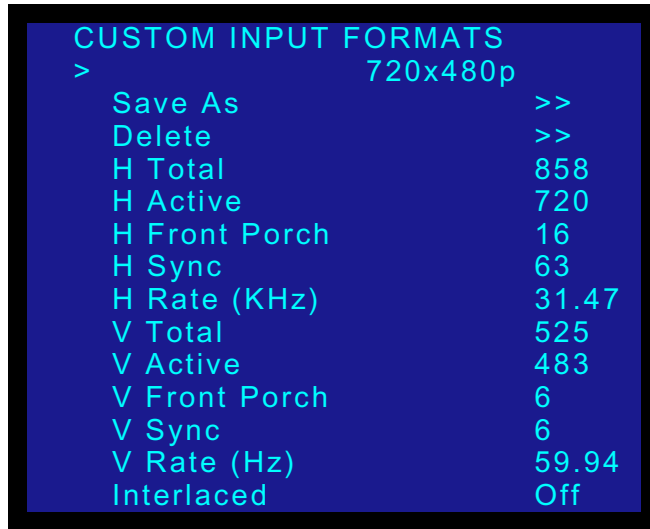 CUSTOM INPUT FORMATS
> 720x480p
Save As >>
Delete >>
H Total 858
H Active 720
H Front Porch 16
H Sync 63
H Rate (KHz) 31.47
V Total 525
V Active 483
V Front Porch 6
V Sync 6
V Rate (Hz) 59.94
Interlaced Off